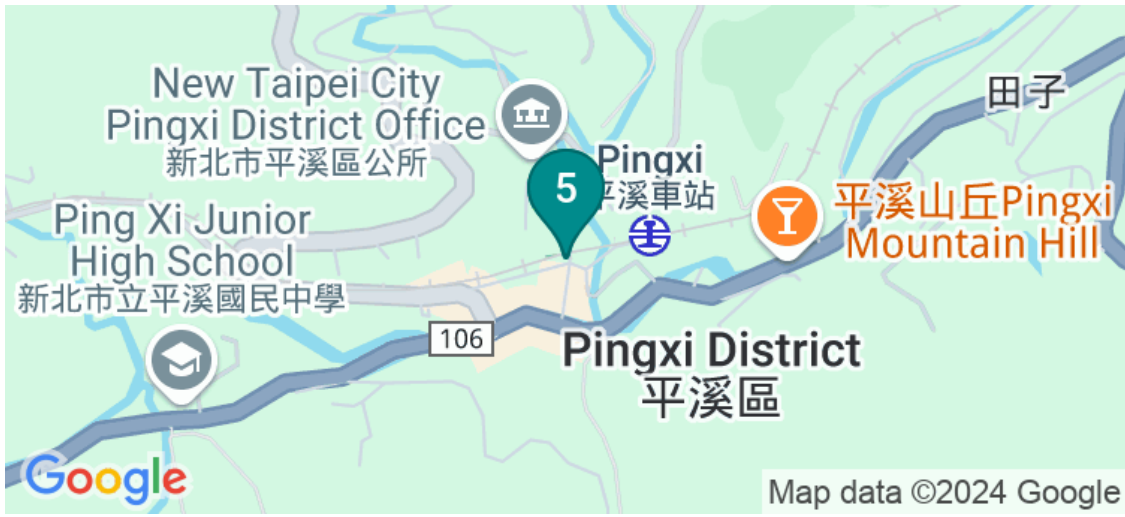 New Taipei City
Pingxi District Office
新北市平溪區公所
田子
Pingxi
平溪車站
5
平溪山丘Pingxi
Mountain Hill
Ping Xi Junior
High School
新北市立平溪國民中學
106
Pingxi District
平溪區
Google
Map data ©2024 Google